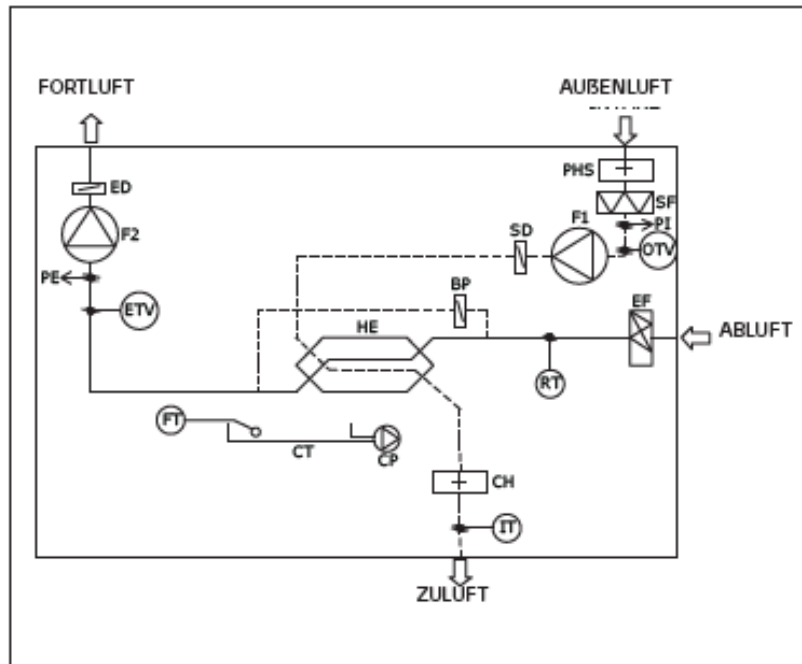 FORTLUFT
AUßENLUFT
ED
PHS
SF
F2
SD
F1
PI
OTV
PE
BP
EF
ETV
HE
ABLUFT
RT
FT
CT
CP
CH
IT
ZULUFT